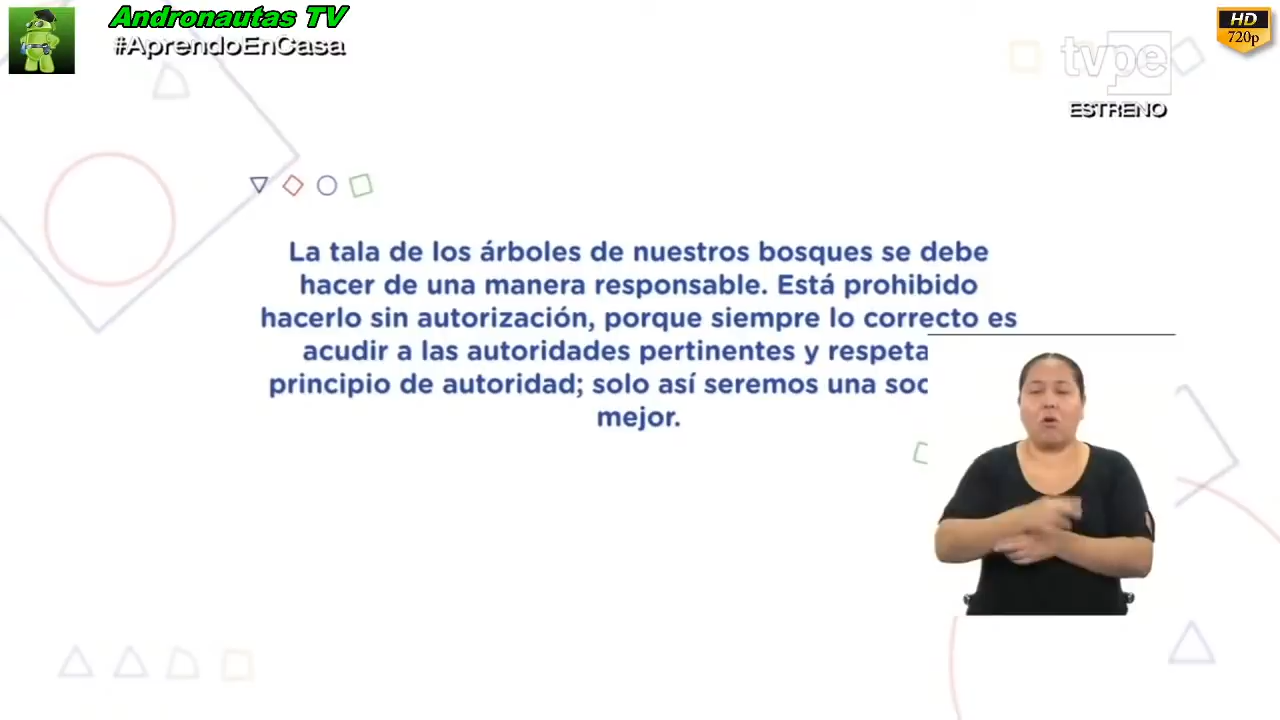 Andronautas TV
#AprendoEnCasa
HD
720p
tvpe
ESTRENO
La tala de los árboles de nuestros bosques se debe
hacer de una manera responsable. Está prohibido
hacerlo sin autorización, porque siempre lo correcto es
acudir a las autoridades pertinentes y
principio de autoridad; solo así seremos una
mejor.